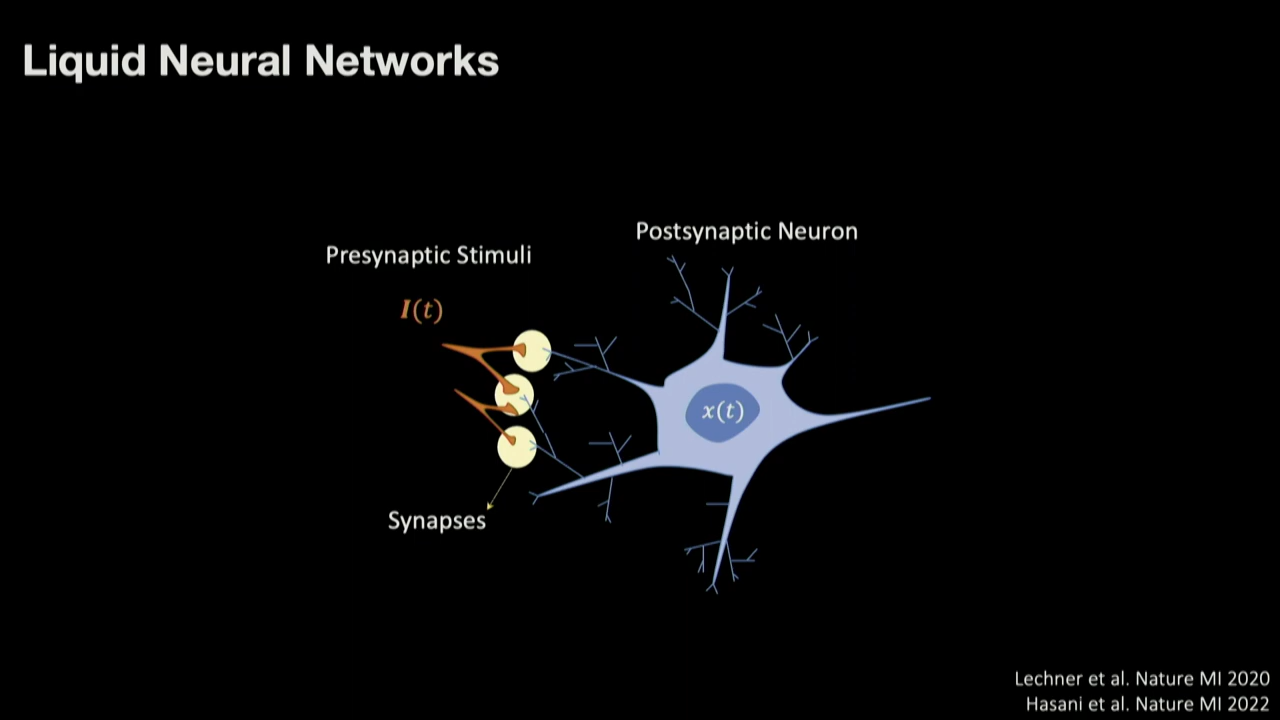 Liquid Neural Networks
Postsynaptic Neuron
Presynaptic Stimuli
I(t)
x(t)
Synapses
Lechner et al. Nature MI 2020
Hasani et al. Nature MI 2022